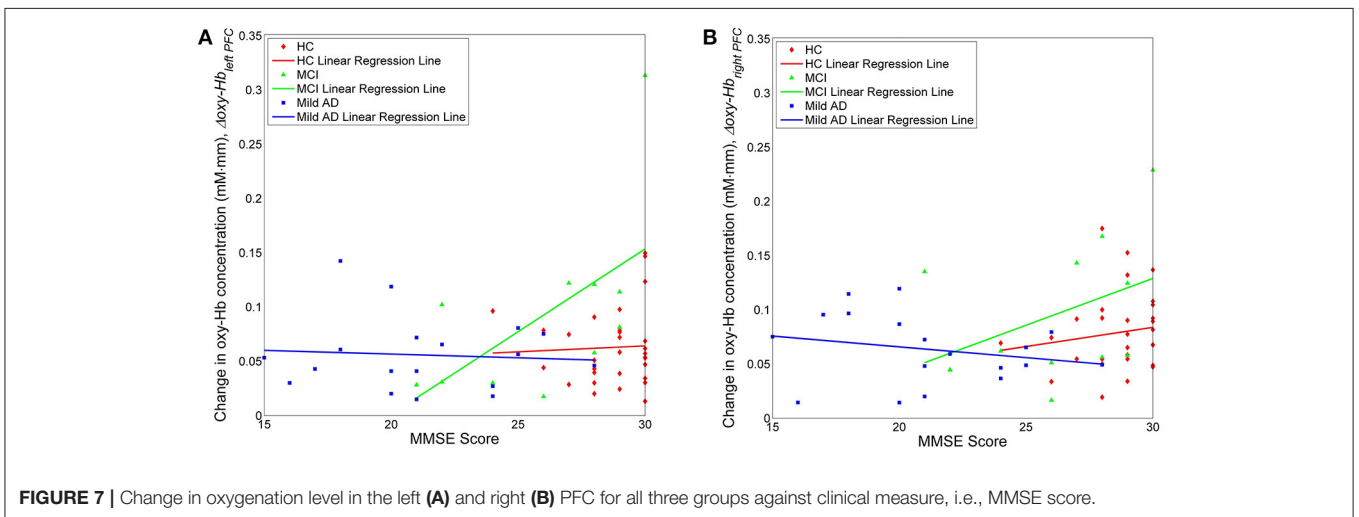 A
Change in oxy-Hb concentration (mM·mm), Δoxy-Hb left PFC
0.35
0.3
0.25
0.2
0.15
0.1
0.05
0
HC
HC Linear Regression Line
MCI
MCI Linear Regression Line
Mild AD
Mild AD Linear Regression Line
15 20 25 30
MMSE Score
B
Change in oxy-Hb concentration (mM·mm), Δoxy-Hb right PFC
0.35
0.3
0.25
0.2
0.15
0.1
0.05
0
HC
HC Linear Regression Line
MCI
MCI Linear Regression Line
Mild AD
Mild AD Linear Regression Line
15 20 25 30
MMSE Score
FIGURE 7 | Change in oxygenation level in the left (A) and right (B) PFC for all three groups against clinical measure, i.e., MMSE score.